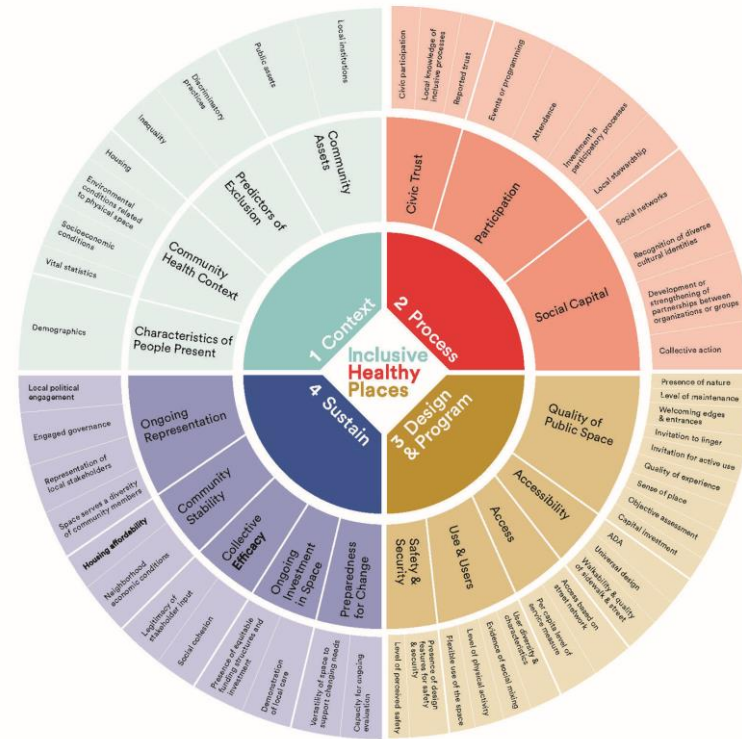 Inclusive
Healthy
Places
1 Context
2 Process
3 Design
& Program
4 Sustain
Community
Assets
Predictors of
Exclusion
Community
Health Context
Characteristics of
People Present
Local institutions
Public assets
Discriminatory
practices
Inequality
Housing
Environmental
conditions related
to physical space
Socioeconomic
conditions
Vital statistics
Demographics
Civic Trust
Participation
Social Capital
Civic participation
Local knowledge of
inclusive processes
Reported trust
Events or programming
Attendance
Investment in
participatory processes
Local stewardship
Social networks
Recognition of diverse
cultural identities
Development or
strengthening of
partnerships between
organizations or groups
Collective action
Quality of
Public Space
Accessibility
Access
Use & Users
Safety &
Security
Presence of nature
Level of maintenance
Welcoming edges
& entrances
Invitation to linger
Invitation for active use
Quality of experience
Sense of place
Objective assessment
Capital investment
ADA
Universal design
Walkability & quality
of sidewalk & street
Access based on
street network
Per capita level of
service measure
User diversity &
characteristics
Evidence of social mixing
Level of physical activity
Flexible use of the space
Presence of design
features for safety
& security
Level of perceived safety
Ongoing
Representation
Community
Stability
Collective
Efficacy
Ongoing
Investment
in Space
Preparedness
for Change
Local political
engagement
Engaged governance
Representation of
local stakeholders
Space serves a diversity
of community members
Housing affordability
Neighborhood
economic conditions
Legitimacy of
stakeholder input
Social cohesion
Presence of equitable
funding structures and
investment
Demonstration
of local care
Versatility of space to
support changing needs
Capacity for ongoing
evaluation